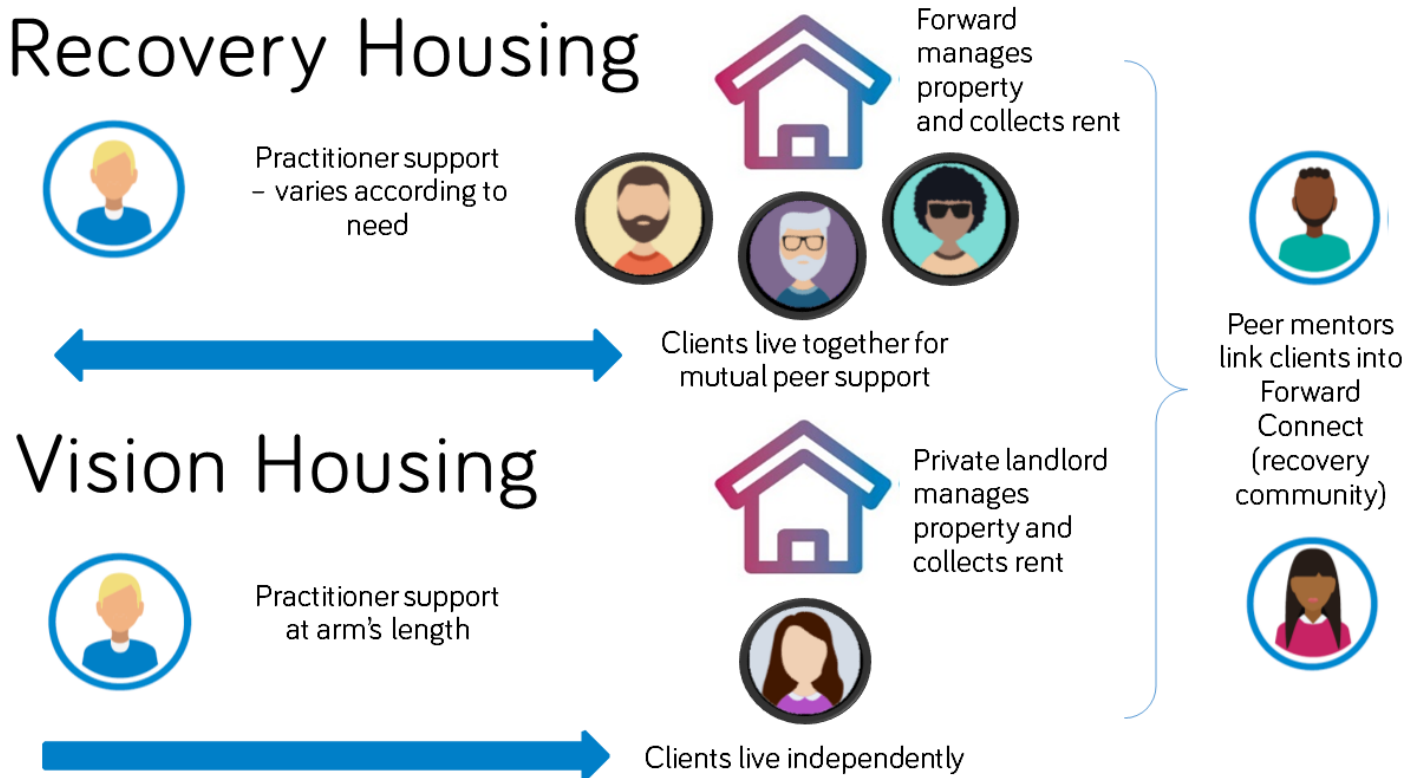 Recovery Housing
Practitioner support
– varies according to
need
Forward
manages
property
and collects rent
Clients live together for
mutual peer support
Vision Housing
Practitioner support
at arm's length
Private landlord
manages
property and
collects rent
Clients live independently
Peer mentors
link clients into
Forward
Connect
(recovery
community)